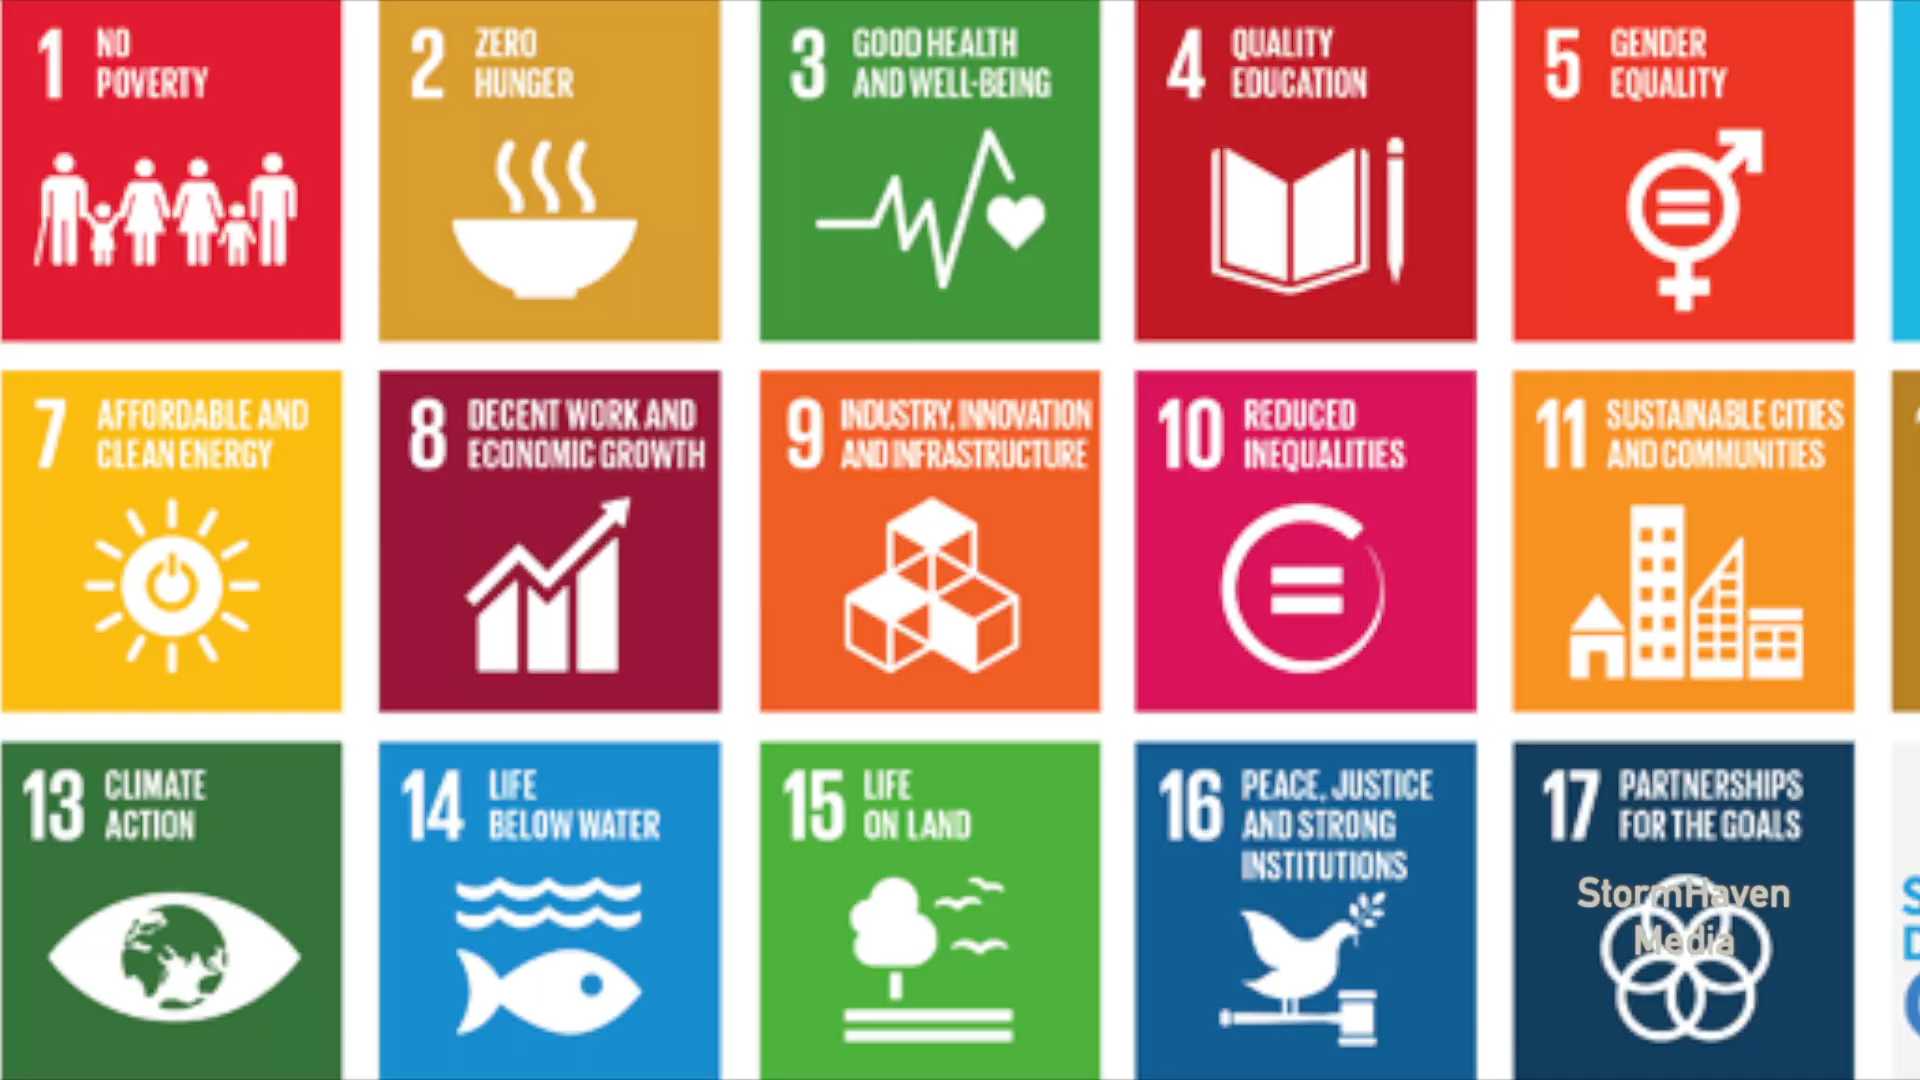 1 NO
POVERTY
2 ZERO
HUNGER
3 GOOD HEALTH
AND WELL-BEING
4 QUALITY
EDUCATION
5 GENDER
EQUALITY
7 AFFORDABLE AND
CLEAN ENERGY
8 DECENT WORK AND
ECONOMIC GROWTH
9 INDUSTRY, INNOVATION
AND INFRASTRUCTURE
10 REDUCED
INEQUALITIES
11 SUSTAINABLE CITIES
AND COMMUNITIES
13 CLIMATE
ACTION
14 LIFE
BELOW WATER
15 LIFE
ON LAND
16 PEACE, JUSTICE
AND STRONG
INSTITUTIONS
17 PARTNERSHIPS
FOR THE GOALS
StormHaven
Media